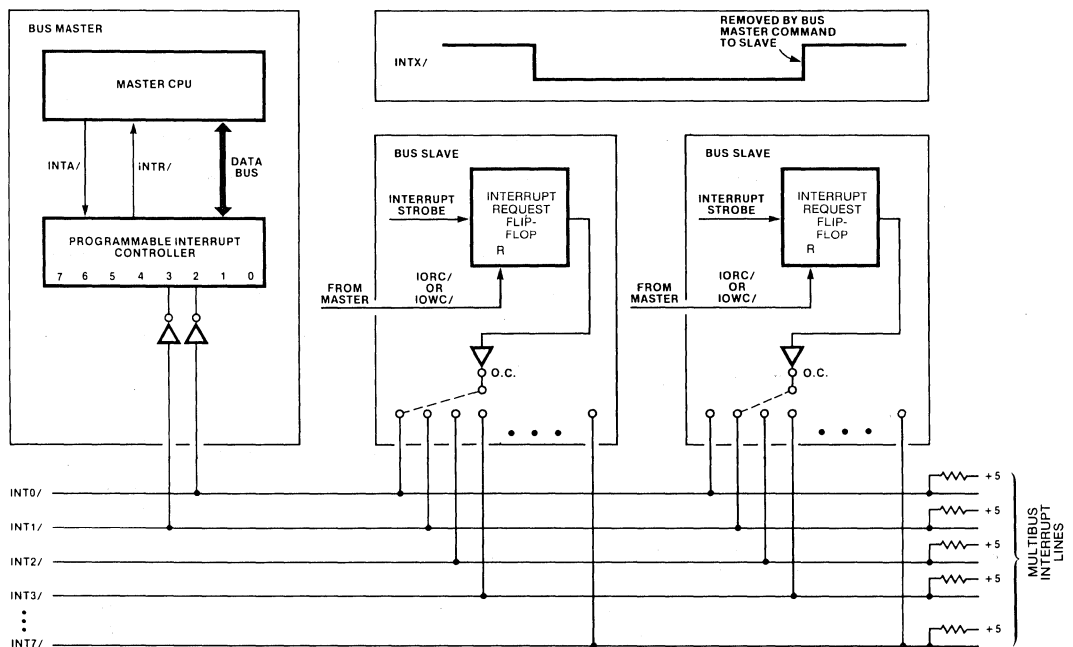 BUS MASTER
MASTER CPU
INTA/
INTR/
DATA
BUS
PROGRAMMABLE INTERRUPT
CONTROLLER
7 6 5 4 3 2 1 0
INTX/
REMOVED BY BUS
MASTER COMMAND
TO SLAVE
BUS SLAVE
INTERRUPT
STROBE
INTERRUPT
REQUEST
FLIP-
FLOP
R
FROM
MASTER
IORC/
OR
IOWC/
O.C.
• • •
BUS SLAVE
INTERRUPT
STROBE
INTERRUPT
REQUEST
FLIP-
FLOP
R
FROM
MASTER
IORC/
OR
IOWC/
O.C.
• • •
INT0/
+5
INT1/
+5
INT2/
+5
INT3/
+5
INT7/
+5
MULTIBUS
INTERRUPT
LINES